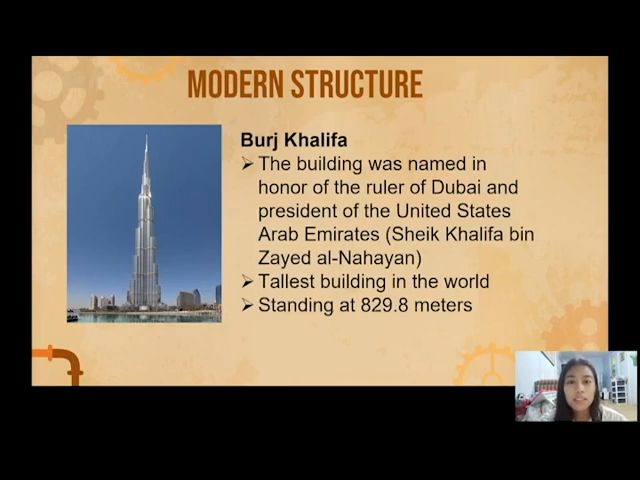 MODERN STRUCTURE
Burj Khalifa
➢ The building was named in
honor of the ruler of Dubai and
president of the United States
Arab Emirates (Sheik Khalifa bin
Zayed al-Nahayan)
➢ Tallest building in the world
➢ Standing at 829.8 meters